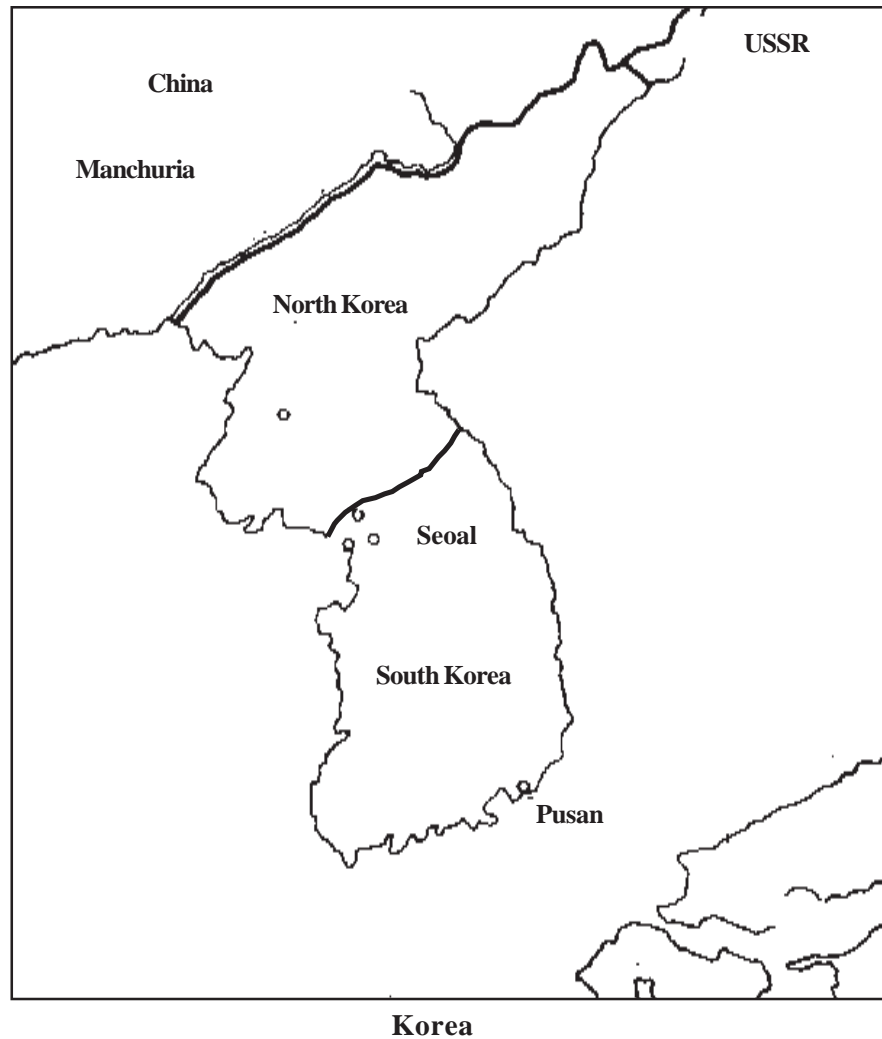 USSR
China
Manchuria
North Korea
Seoal
South Korea
Pusan
Korea